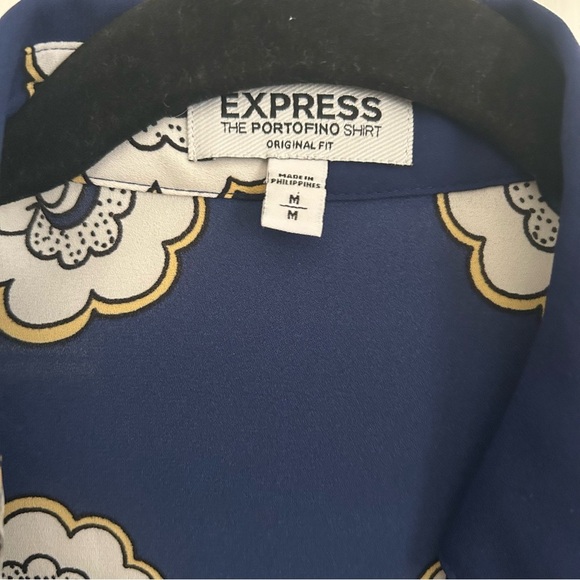 EXPRESS
THE PORTOFINO SHIRT
ORIGINAL FIT
MADE IN
PHILIPPINES
M
M